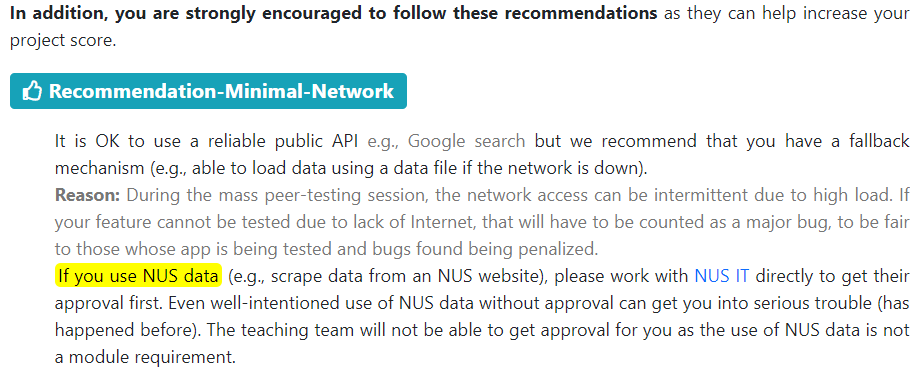 In addition, you are strongly encouraged to follow these recommendations as they can help increase your
project score.
Recommendation-Minimal-Network
It is OK to use a reliable public API e.g., Google search but we recommend that you have a fallback
mechanism (e.g., able to load data using a data file if the network is down).
Reason: During the mass peer-testing session, the network access can be intermittent due to high load. If
your feature cannot be tested due to lack of Internet, that will have to be counted as a major bug, to be fair
to those whose app is being tested and bugs found being penalized.
If you use NUS data (e.g., scrape data from an NUS website), please work with NUS IT directly to get their
approval first. Even well-intentioned use of NUS data without approval can get you into serious trouble (has
happened before). The teaching team will not be able to get approval for you as the use of NUS data is not
a module requirement.